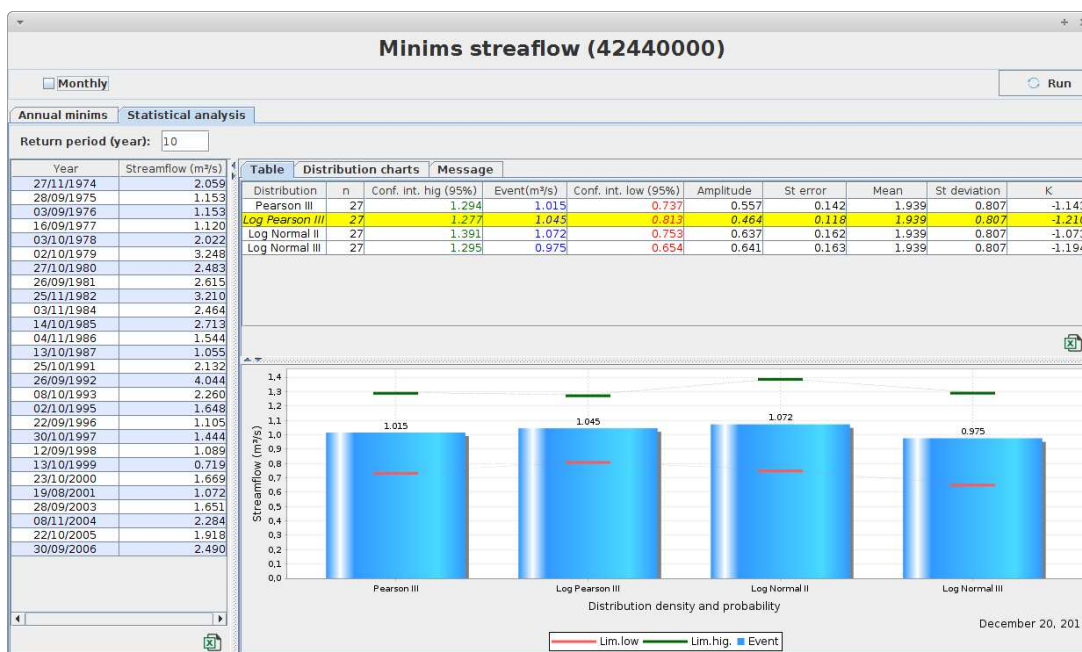 Minims streaflow (42440000)
Monthly
Run
Annual minims Statistical analysis
Return period (year): 10
Year Streamflow (m³/s)
27/11/1974 2.059
28/09/1975 1.153
03/09/1976 1.153
16/09/1977 1.120
03/10/1978 2.022
02/10/1979 3.248
27/10/1980 2.483
26/09/1981 2.615
25/11/1982 3.210
03/11/1984 2.464
14/10/1985 2.713
04/11/1986 1.544
13/10/1987 1.055
25/10/1991 2.132
26/09/1992 4.044
08/10/1993 2.260
02/10/1995 1.648
22/09/1996 1.105
30/10/1997 1.444
12/09/1998 1.089
13/10/1999 0.719
23/10/2000 1.669
19/08/2001 1.072
28/09/2003 1.651
08/11/2004 2.284
22/10/2005 1.918
30/09/2006 2.490
Table Distribution charts Message
Distribution n Conf. int. hig (95%) Event(m³/s) Conf. int. low (95%) Amplitude St error Mean St deviation K
Pearson III 27 1.294 1.015 0.737 0.557 0.142 1.939 0.807 -1.143
Log Pearson III 27 1.277 1.045 0.813 0.464 0.118 1.939 0.807 -1.210
Log Normal II 27 1.391 1.072 0.753 0.637 0.162 1.939 0.807 -1.073
Log Normal III 27 1.295 0.975 0.654 0.641 0.163 1.939 0.807 -1.194
Streamflow (m³/s)
1,4
1,3
1,2
1,1
1,0
0,9
0,8
0,7
0,6
0,5
0,4
0,3
0,2
0,1
0,0
1.015 1.045 1.072 0.975
Pearson III Log Pearson III Log Normal II Log Normal III
Distribution density and probability
December 20, 201
Lim.low Lim.hig. Event